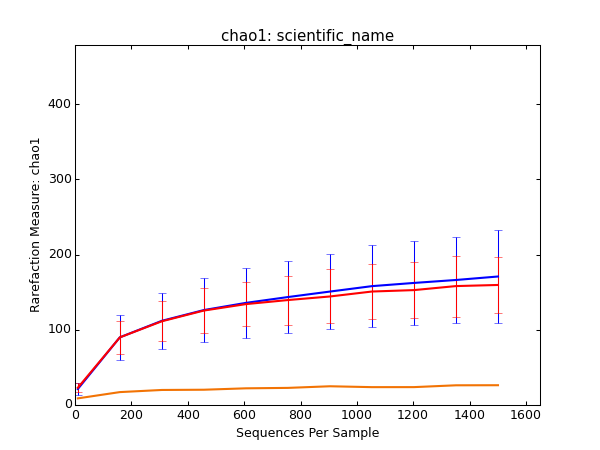 chao1: scientific_name
Rarefaction Measure: chao1
400
300
200
100
0
0 200 400 600 800 1000 1200 1400 1600
Sequences Per Sample